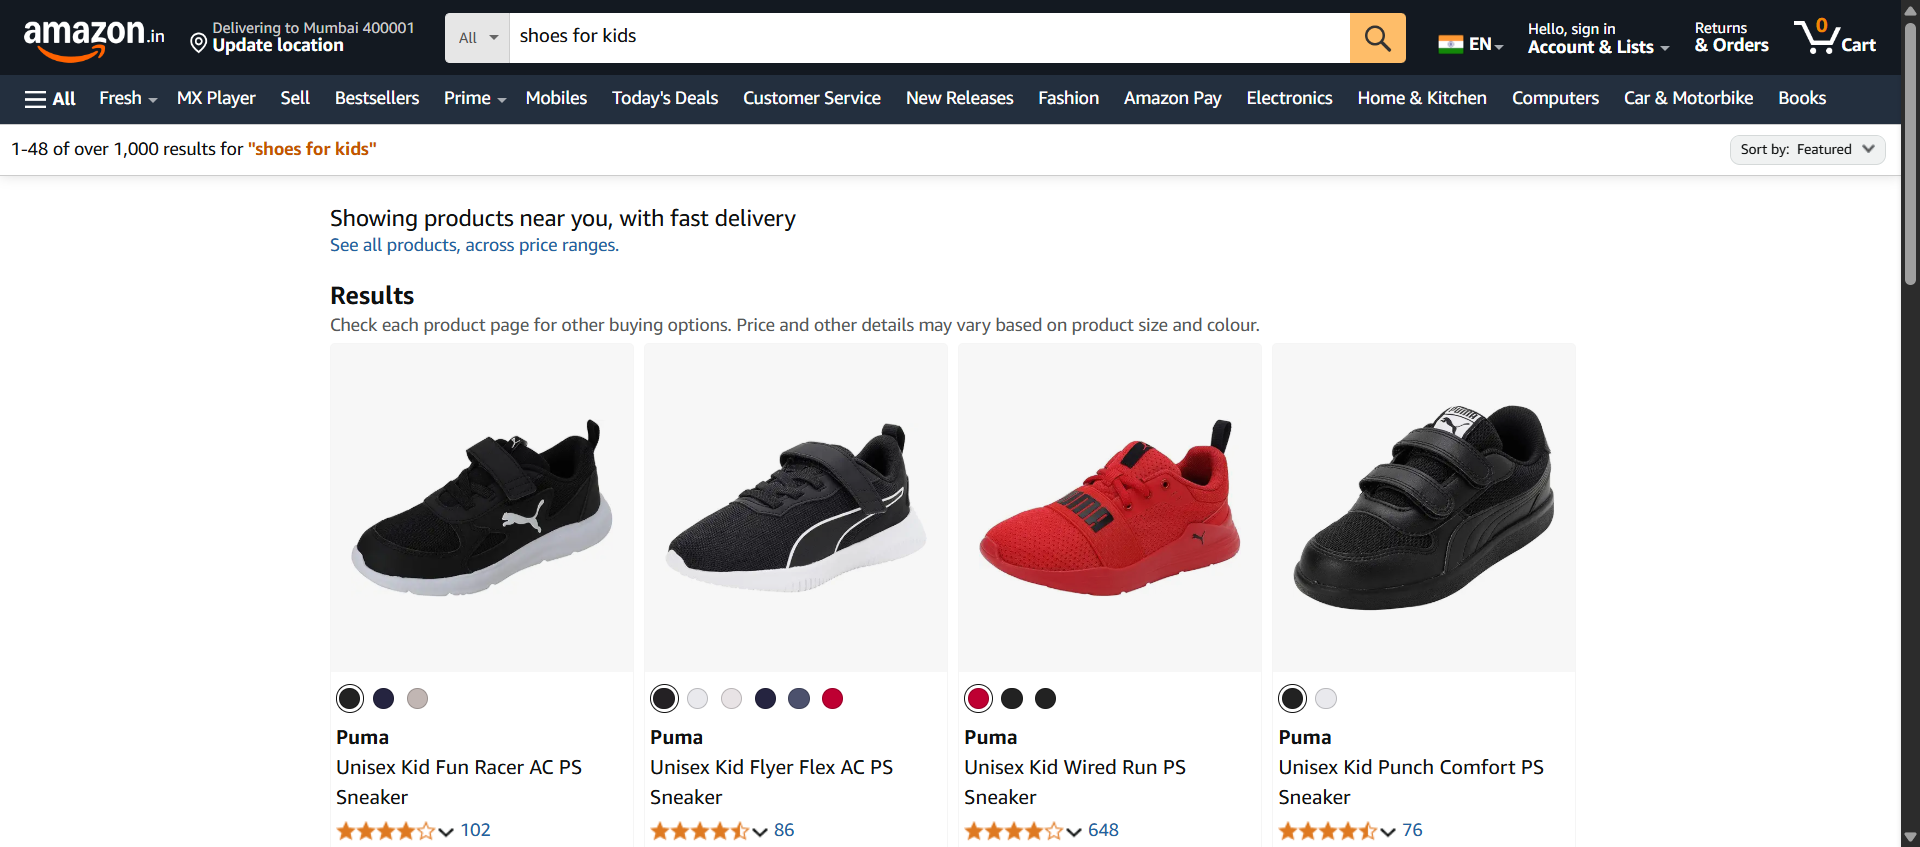 amazon.in
Delivering to Mumbai 400001
Update location
All
shoes for kids
EN
Hello, sign in
Account & Lists
Returns
& Orders
0
Cart
All
Fresh
MX Player
Sell
Bestsellers
Prime
Mobiles
Today's Deals
Customer Service
New Releases
Fashion
Amazon Pay
Electronics
Home & Kitchen
Computers
Car & Motorbike
Books
1-48 of over 1,000 results for "shoes for kids"
Sort by: Featured
Showing products near you, with fast delivery
See all products, across price ranges.
Results
Check each product page for other buying options. Price and other details may vary based on product size and colour.
PUMA
PUMA
Puma
Unisex Kid Fun Racer AC PS
Sneaker
102
Puma
Unisex Kid Flyer Flex AC PS
Sneaker
86
Puma
Unisex Kid Wired Run PS
Sneaker
648
Puma
Unisex Kid Punch Comfort PS
Sneaker
76